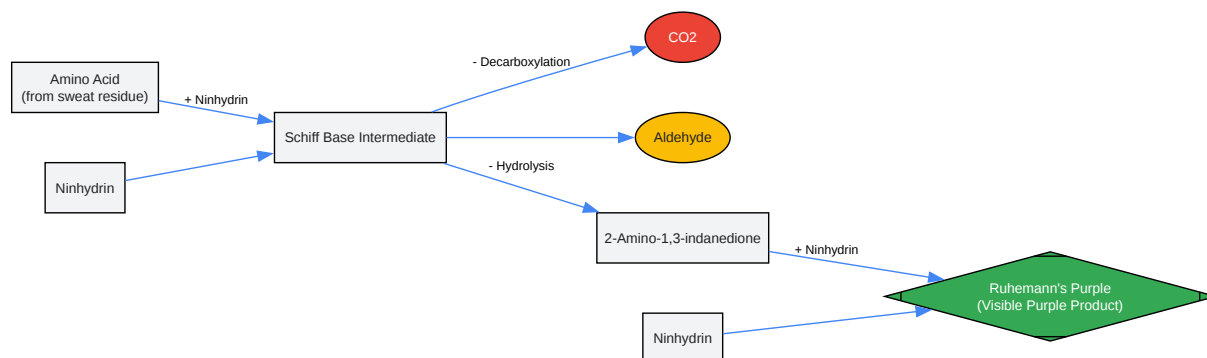 CO2
- Decarboxylation
Amino Acid
(from sweat residue)
+ Ninhydrin
Schiff Base Intermediate
Aldehyde
- Hydrolysis
Ninhydrin
2-Amino-1,3-indanedione
+ Ninhydrin
Ruhemann's Purple
(Visible Purple Product)
Ninhydrin